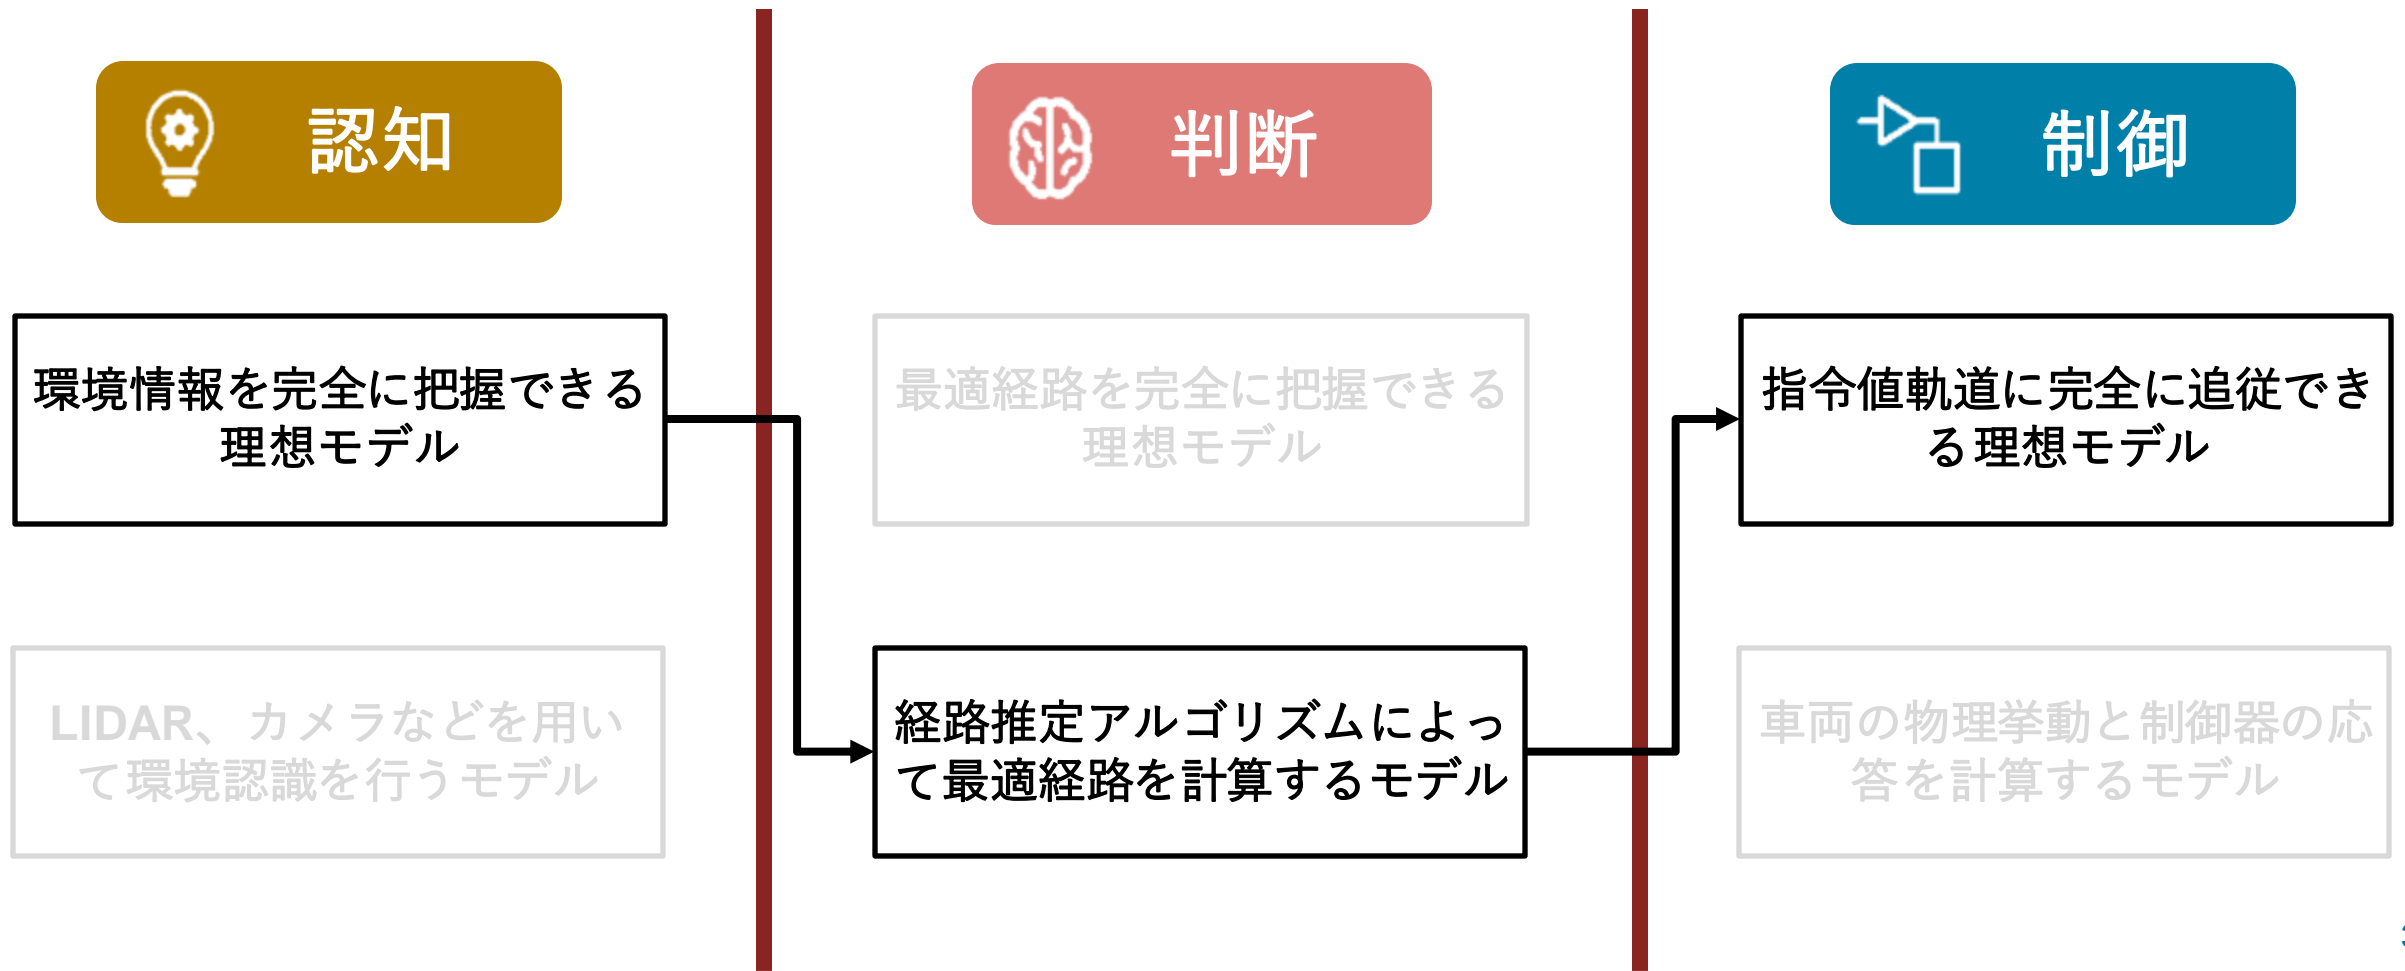 認知
判断
制御
環境情報を完全に把握できる
理想モデル
最適経路を完全に把握できる
理想モデル
指令値軌道に完全に追従でき
る理想モデル
LIDAR、カメラなどを用い
て環境認識を行うモデル
経路推定アルゴリズムによっ
て最適経路を計算するモデル
車両の物理挙動と制御器の応
答を計算するモデル